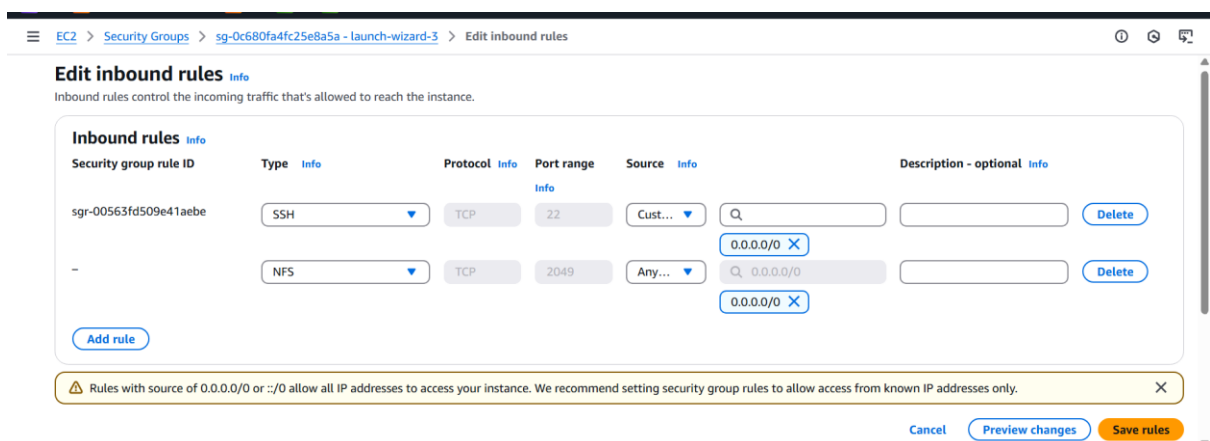 EC2 > Security Groups > sg-0c680fa4fc25e8a5a - launch-wizard-3 > Edit inbound rules
Edit inbound rules Info
Inbound rules control the incoming traffic that's allowed to reach the instance.
Inbound rules Info
Security group rule ID Type Info Protocol Info Port range Source Info Description - optional Info
Info
sgr-00563fd509e41aebe SSH TCP 22 Cust... Delete
0.0.0.0/0
– NFS TCP 2049 Any... 0.0.0.0/0 Delete
0.0.0.0/0
Add rule
Rules with source of 0.0.0.0/0 or ::/0 allow all IP addresses to access your instance. We recommend setting security group rules to allow access from known IP addresses only.
Cancel Preview changes Save rules